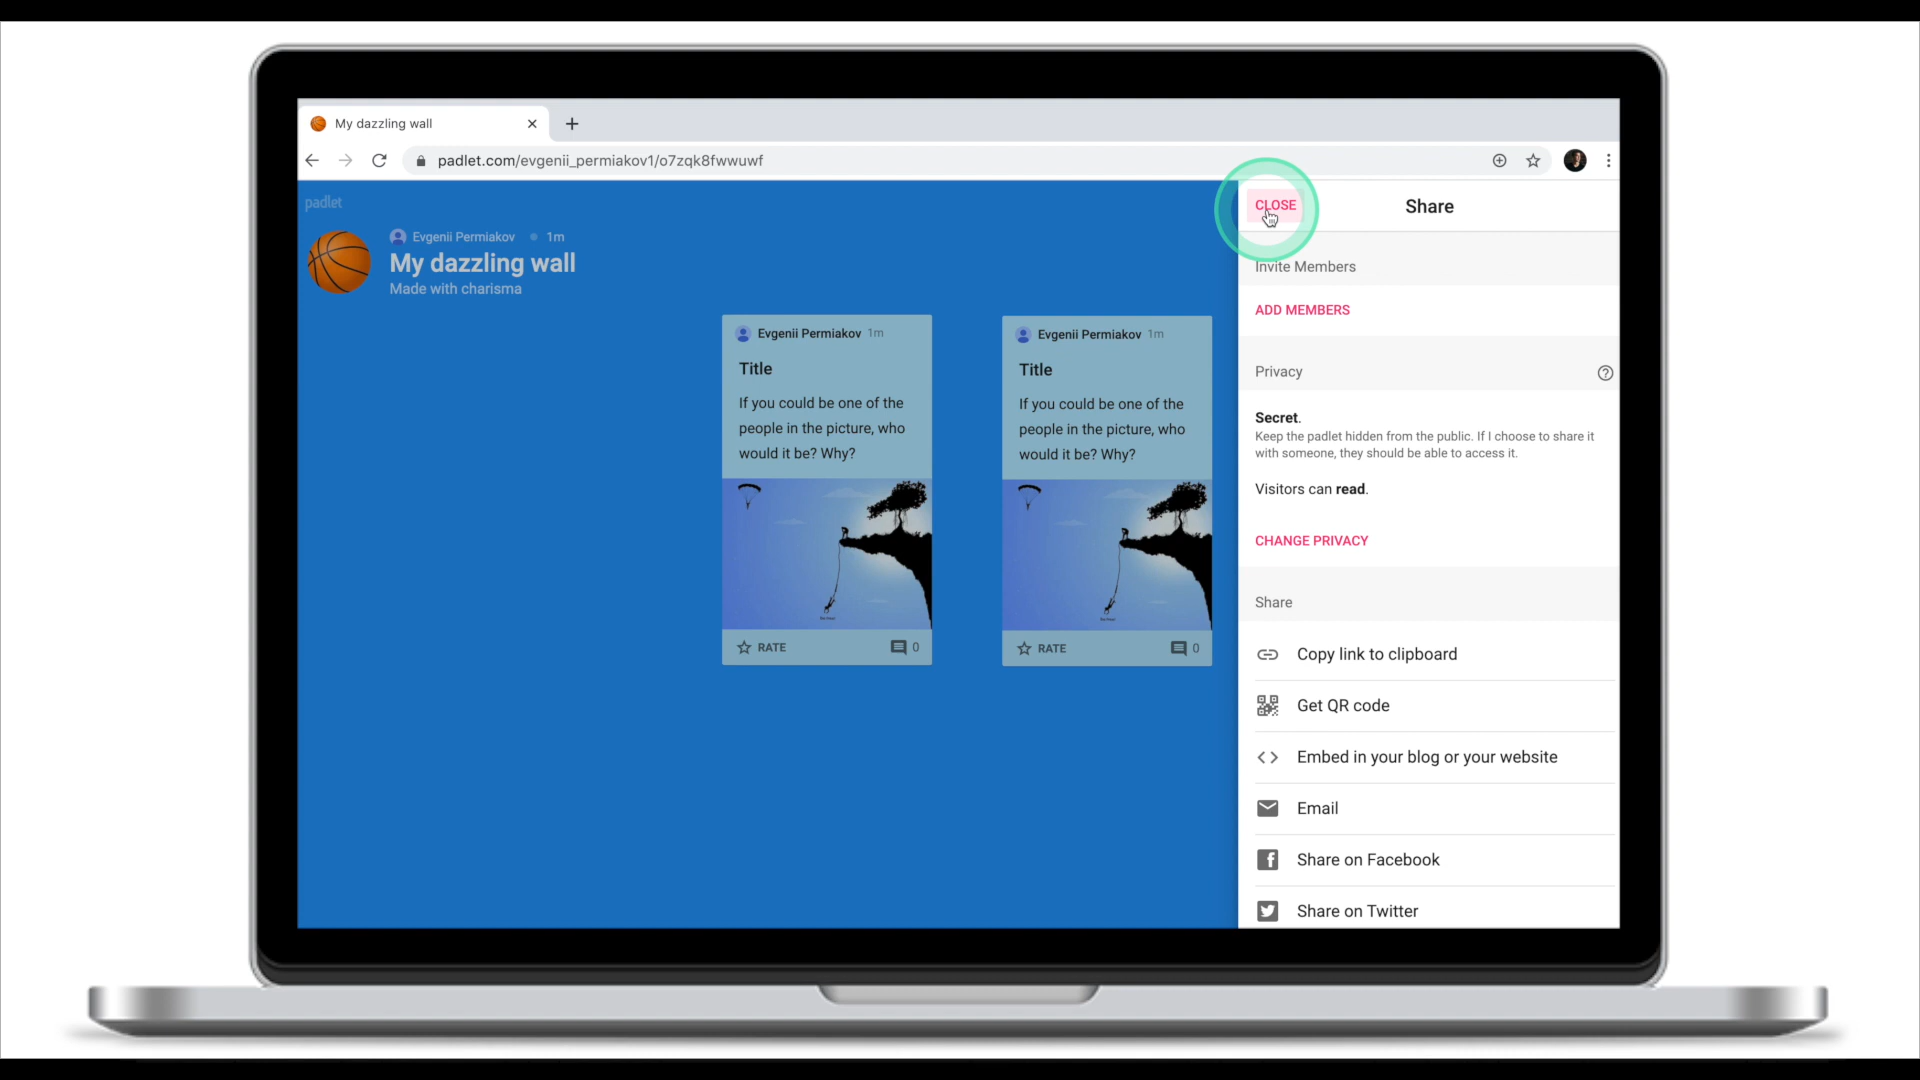 My dazzling wall
padlet.com/evgenii_permiakov1/o7zqk8fwwuwf
padlet
Evgenii Permiakov 1m
My dazzling wall
Made with charisma
Evgenii Permiakov 1m
Title
If you could be one of the
people in the picture, who
would it be? Why?
RATE 0
Evgenii Permiakov 1m
Title
If you could be one of the
people in the picture, who
would it be? Why?
RATE 0
CLOSE Share
Invite Members
ADD MEMBERS
Privacy
Secret.
Keep the padlet hidden from the public. If I choose to share it
with someone, they should be able to access it.
Visitors can read.
CHANGE PRIVACY
Share
Copy link to clipboard
Get QR code
Embed in your blog or your website
Email
Share on Facebook
Share on Twitter